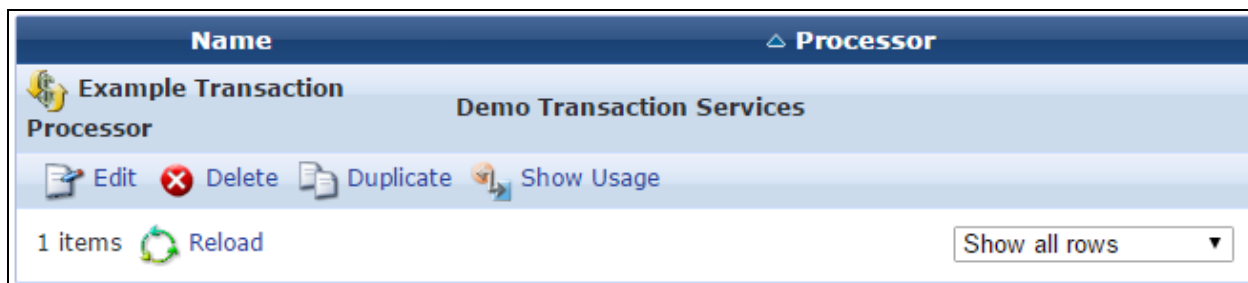 Name Processor
Example Transaction
Processor
Demo Transaction Services
Edit Delete Duplicate Show Usage
1 items Reload Show all rows